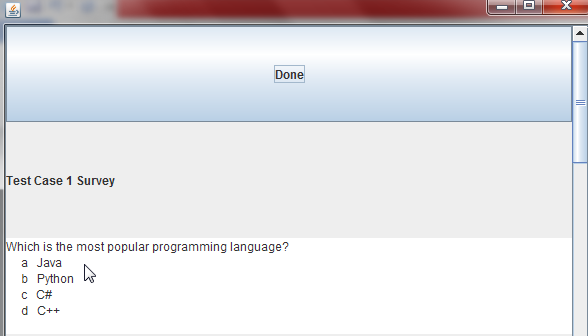 Done
Test Case 1 Survey
Which is the most popular programming language?
a Java
b Python
c C#
d C++